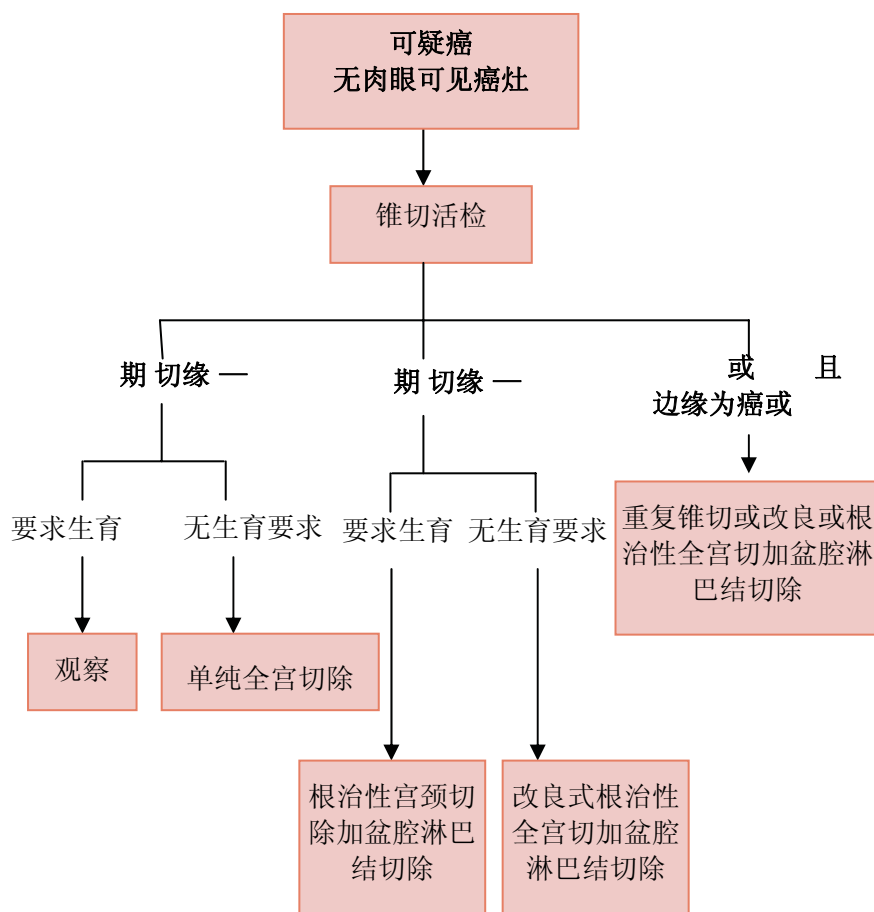 可疑癌
无肉眼可见癌灶
锥切活检
期 切缘 —
期 切缘 —
或 且
边缘为癌或
要求生育
无生育要求
要求生育
无生育要求
重复锥切或改良或根
治性全宫切加盆腔淋
巴结切除
观察
单纯全宫切除
根治性宫颈切
除加盆腔淋巴
结切除
改良式根治性
全宫切加盆腔
淋巴结切除